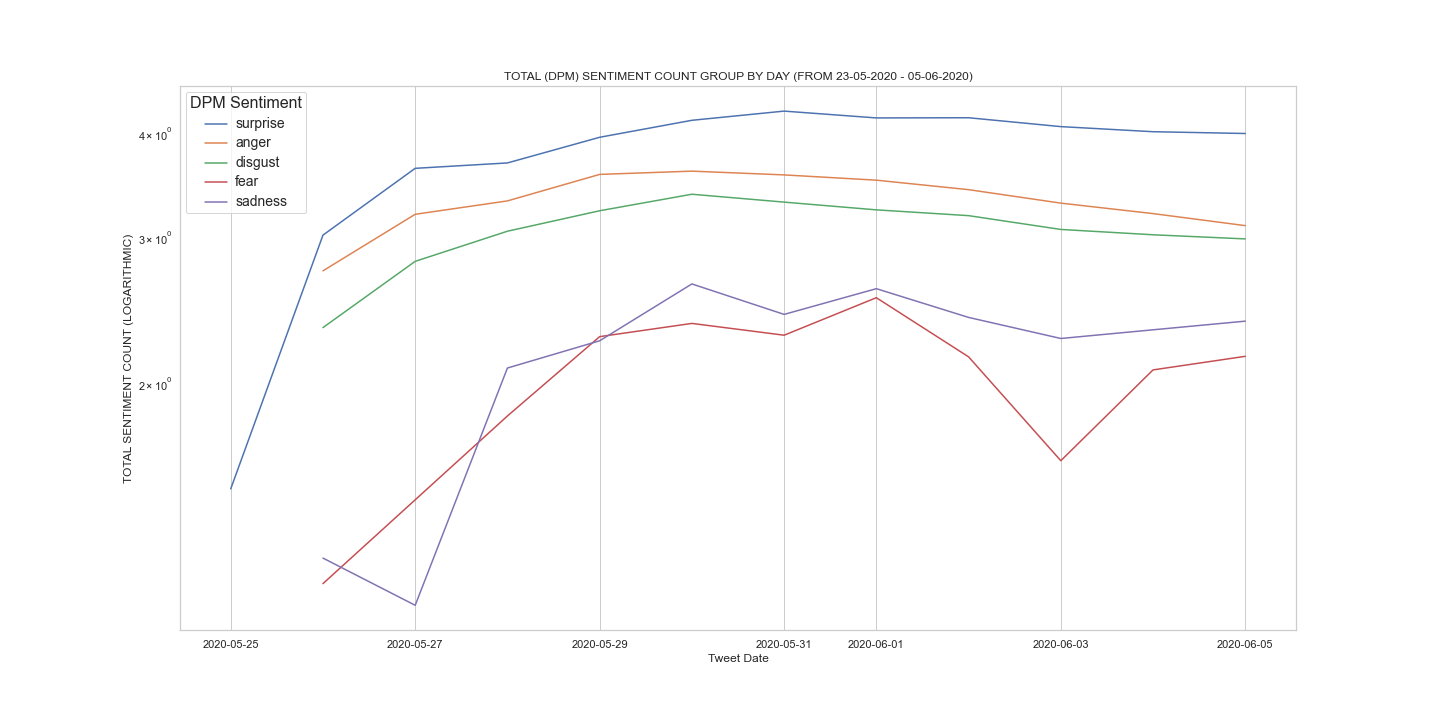 TOTAL (DPM) SENTIMENT COUNT GROUP BY DAY (FROM 23-05-2020 - 05-06-2020)
DPM Sentiment
surprise
anger
disgust
fear
sadness
TOTAL SENTIMENT COUNT (LOGARITHMIC)
4 × 10⁰
3 × 10⁰
2 × 10⁰
2020-05-25 2020-05-27 2020-05-29 2020-05-31 2020-06-01 2020-06-03 2020-06-05
Tweet Date